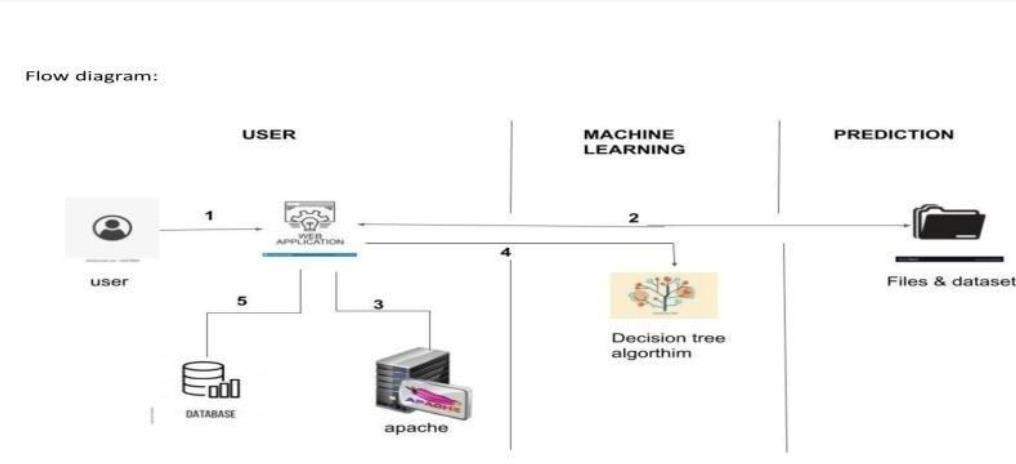 Flow diagram:
USER
MACHINE
LEARNING
PREDICTION
1
2
WEB
APPLICATION
4
user
Files & dataset
5
3
Decision tree
algorthim
DATABASE
APACHE
apache